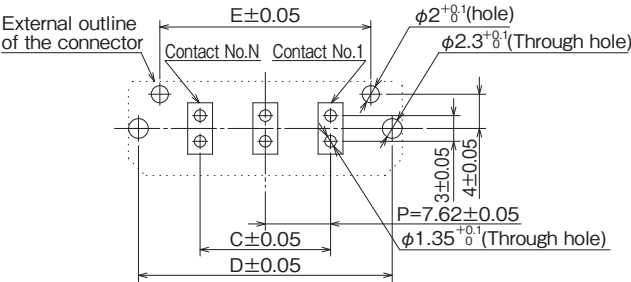 E±0.05
φ2 +0.1 0 (hole)
External outline
of the connector
Contact No.N
Contact No.1
φ2.3 +0.1 0 (Through hole)
3±0.05
4±0.05
P=7.62±0.05
C±0.05
φ1.35 +0.1 0 (Through hole)
D±0.05